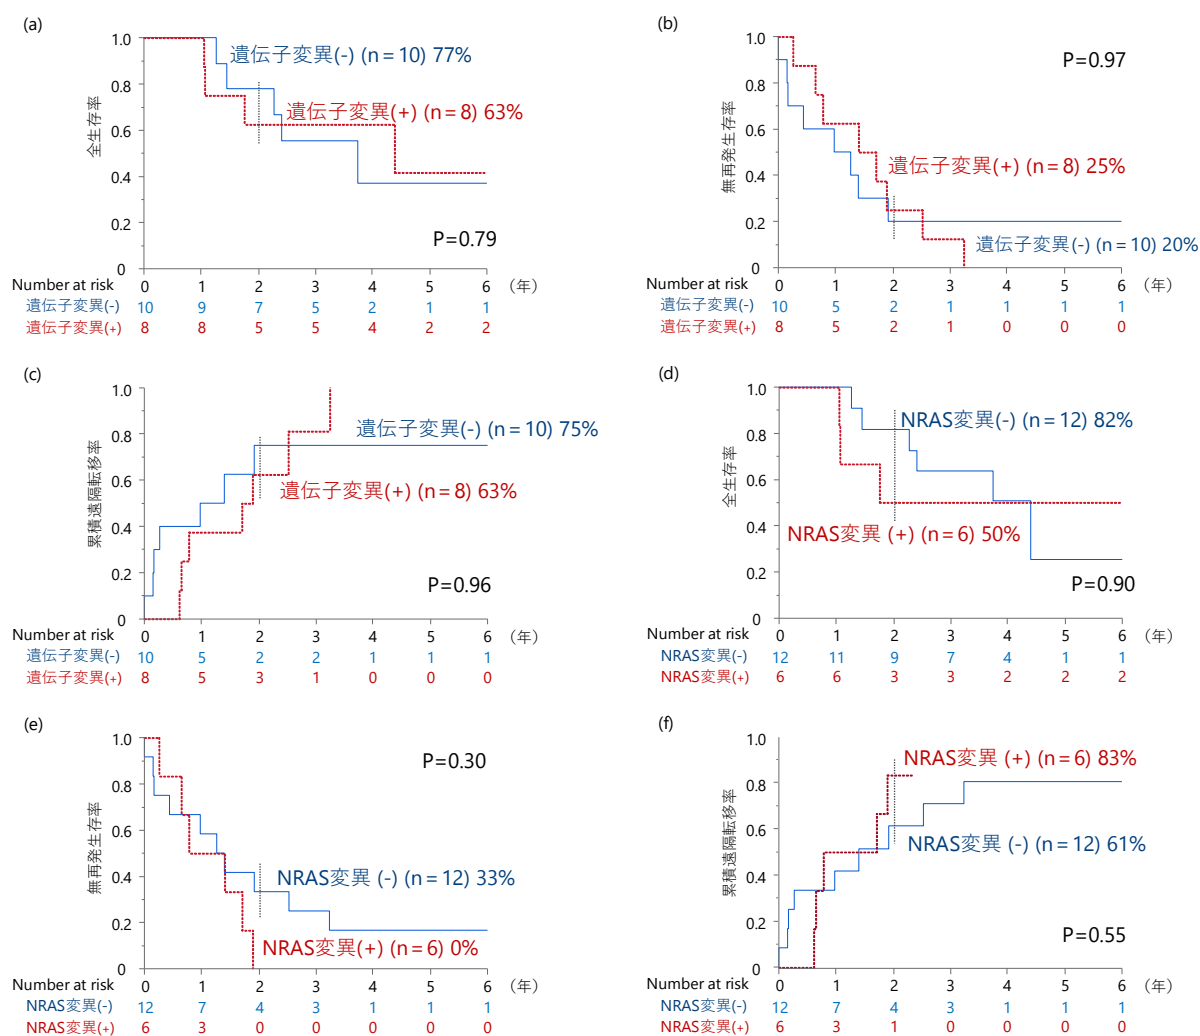 (a)
全生存率
1.0
0.8
0.6
0.4
0.2
0
遺伝子変異(-) (n = 10) 77%
遺伝子変異(+) (n = 8) 63%
P=0.79
Number at risk 0 1 2 3 4 5 6 （年）
遺伝子変異(-) 10 9 7 5 2 1 1
遺伝子変異(+) 8 8 5 5 4 2 2
(b)
無再発生存率
1.0
0.8
0.6
0.4
0.2
0
P=0.97
遺伝子変異(+) (n = 8) 25%
遺伝子変異(-) (n = 10) 20%
Number at risk 0 1 2 3 4 5 6 （年）
遺伝子変異(-) 10 5 2 1 1 1 1
遺伝子変異(+) 8 5 2 1 0 0 0
(c)
累積遠隔転移率
1.0
0.8
0.6
0.4
0.2
0
遺伝子変異(-) (n = 10) 75%
遺伝子変異(+) (n = 8) 63%
P=0.96
Number at risk 0 1 2 3 4 5 6 （年）
遺伝子変異(-) 10 5 2 2 1 1 1
遺伝子変異(+) 8 5 3 1 0 0 0
(d)
全生存率
1.0
0.8
0.6
0.4
0.2
0
NRAS変異(-) (n = 12) 82%
NRAS変異 (+) (n = 6) 50%
P=0.90
Number at risk 0 1 2 3 4 5 6 （年）
NRAS変異(-) 12 11 9 7 4 1 1
NRAS変異(+) 6 6 3 3 2 2 2
(e)
無再発生存率
1.0
0.8
0.6
0.4
0.2
0
P=0.30
NRAS変異 (-) (n = 12) 33%
NRAS変異(+) (n = 6) 0%
Number at risk 0 1 2 3 4 5 6 （年）
NRAS変異(-) 12 7 4 3 1 1 1
NRAS変異(+) 6 3 0 0 0 0 0
(f)
累積遠隔転移率
1.0
0.8
0.6
0.4
0.2
0
NRAS変異 (+) (n = 6) 83%
NRAS変異 (-) (n = 12) 61%
P=0.55
Number at risk 0 1 2 3 4 5 6 （年）
NRAS変異(-) 12 7 4 3 1 1 1
NRAS変異(+) 6 3 1 0 0 0 0